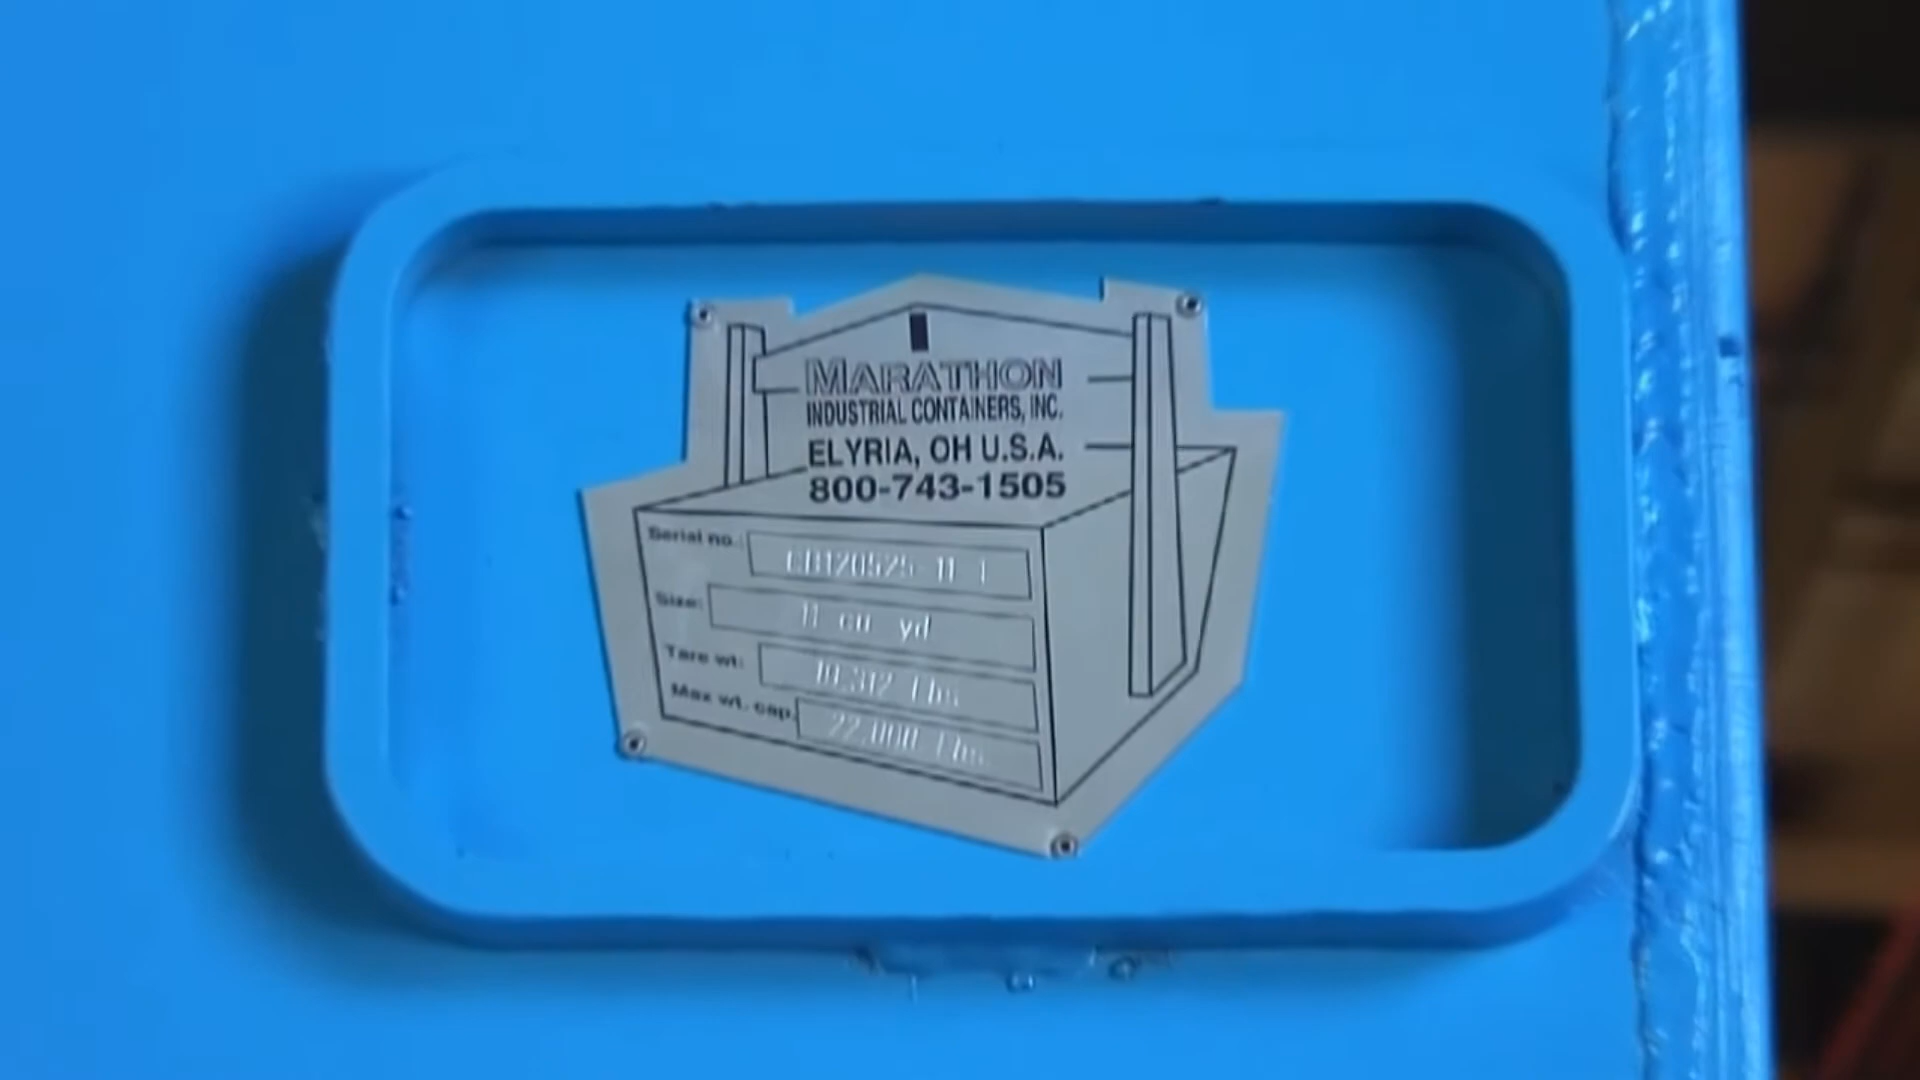 MARATHON
INDUSTRIAL CONTAINERS, INC.
ELYRIA, OH U.S.A.
800-743-1505
Serial no.:
Size: 11 cu yd
Tare wt: Lbs
Max wt. cap. 22,000 Lbs.